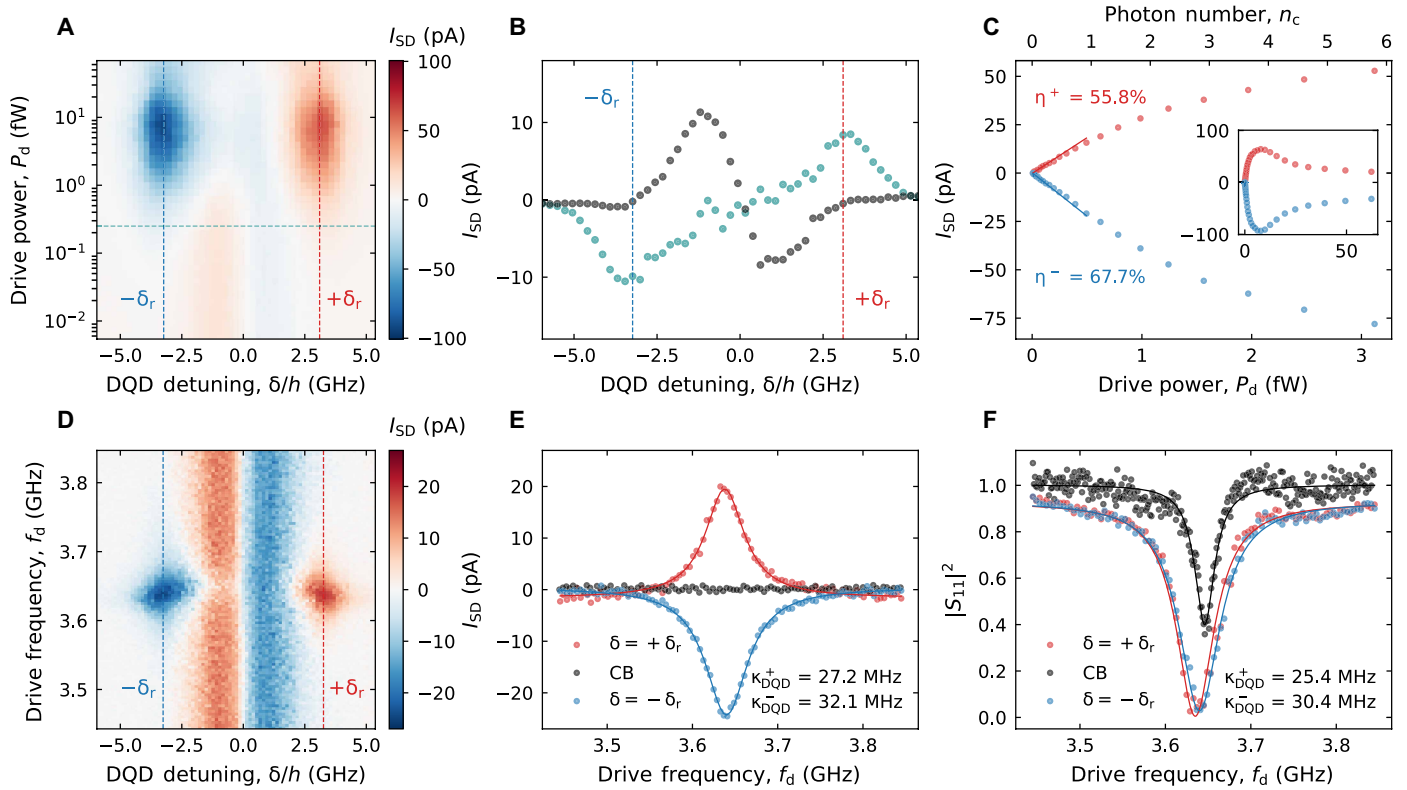 A
I_SD (pA)
Drive power, P_d (fW)
10¹
10⁰
10⁻¹
10⁻²
−δ_r
+δ_r
−5.0
−2.5
0.0
2.5
5.0
DQD detuning, δ/h (GHz)
100
50
0
−50
−100
B
I_SD (pA)
10
0
−10
−δ_r
+δ_r
−5.0
−2.5
0.0
2.5
5.0
DQD detuning, δ/h (GHz)
C
Photon number, n_c
0
1
2
3
4
5
6
I_SD (pA)
50
25
0
−25
−50
−75
η⁺ = 55.8%
η⁻ = 67.7%
100
0
−100
0
50
0
1
2
3
Drive power, P_d (fW)
D
I_SD (pA)
Drive frequency, f_d (GHz)
3.8
3.7
3.6
3.5
−δ_r
+δ_r
−5.0
−2.5
0.0
2.5
5.0
DQD detuning, δ/h (GHz)
20
10
0
−10
−20
E
I_SD (pA)
20
10
0
−10
−20
δ = +δ_r
CB
δ = −δ_r
κ⁺_DQD = 27.2 MHz
κ⁻_DQD = 32.1 MHz
3.5
3.6
3.7
3.8
Drive frequency, f_d (GHz)
F
|S₁₁|²
1.0
0.8
0.6
0.4
0.2
0.0
δ = +δ_r
CB
δ = −δ_r
κ⁺_DQD = 25.4 MHz
κ⁻_DQD = 30.4 MHz
3.5
3.6
3.7
3.8
Drive frequency, f_d (GHz)